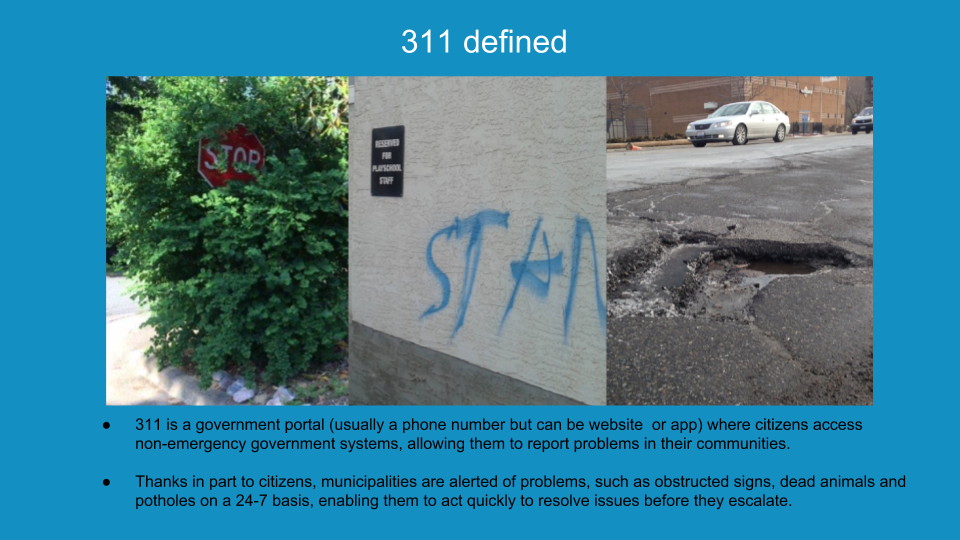 311 defined
STOP
RESERVED
FOR
PLAYSCHOOL
STAFF
STAN
● 311 is a government portal (usually a phone number but can be website  or app) where citizens access
non-emergency government systems, allowing them to report problems in their communities.
● Thanks in part to citizens, municipalities are alerted of problems, such as obstructed signs, dead animals and
potholes on a 24-7 basis, enabling them to act quickly to resolve issues before they escalate.